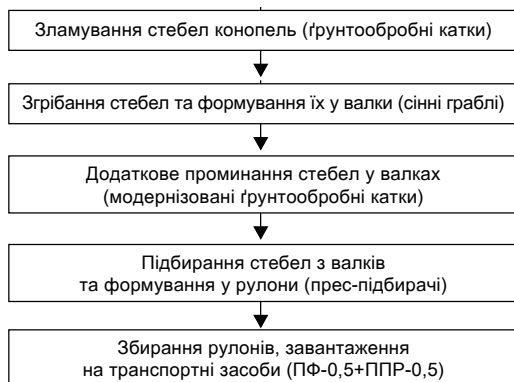 Зламування стебел конопель (ґрунтообробні катки)
Згрібання стебел та формування їх у валки (сінні граблі)
Додаткове проминання стебел у валках
(модернізовані ґрунтообробні катки)
Підбирання стебел з валків
та формування у рулони (прес-підбирачі)
Збирання рулонів, завантаження
на транспортні засоби (ПФ-0,5+ППР-0,5)